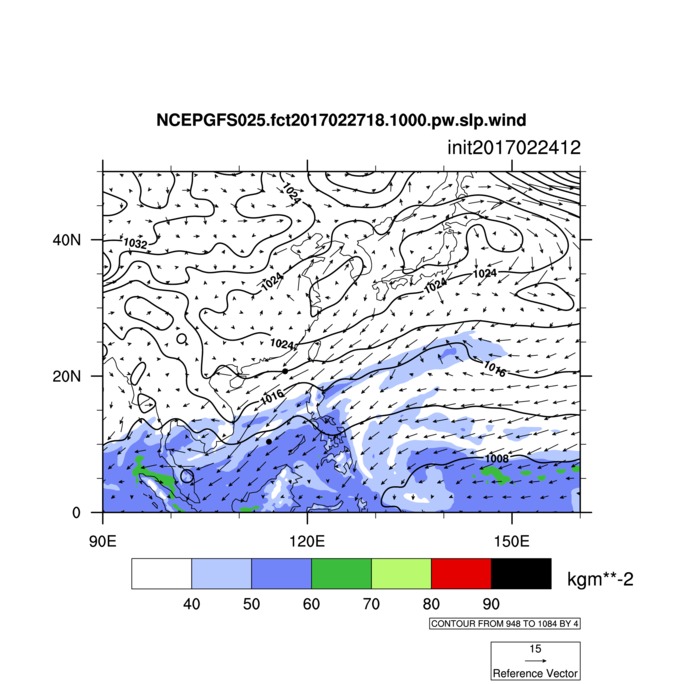 NCEPGFS025.fct2017022718.1000.pw.slp.wind
init2017022412
1024
40N
1032
1024
1024
1024
1024
20N
1016
1016
1008
0
90E 120E 150E
kgm**-2
40 50 60 70 80 90
CONTOUR FROM 948 TO 1084 BY 4
15
Reference Vector